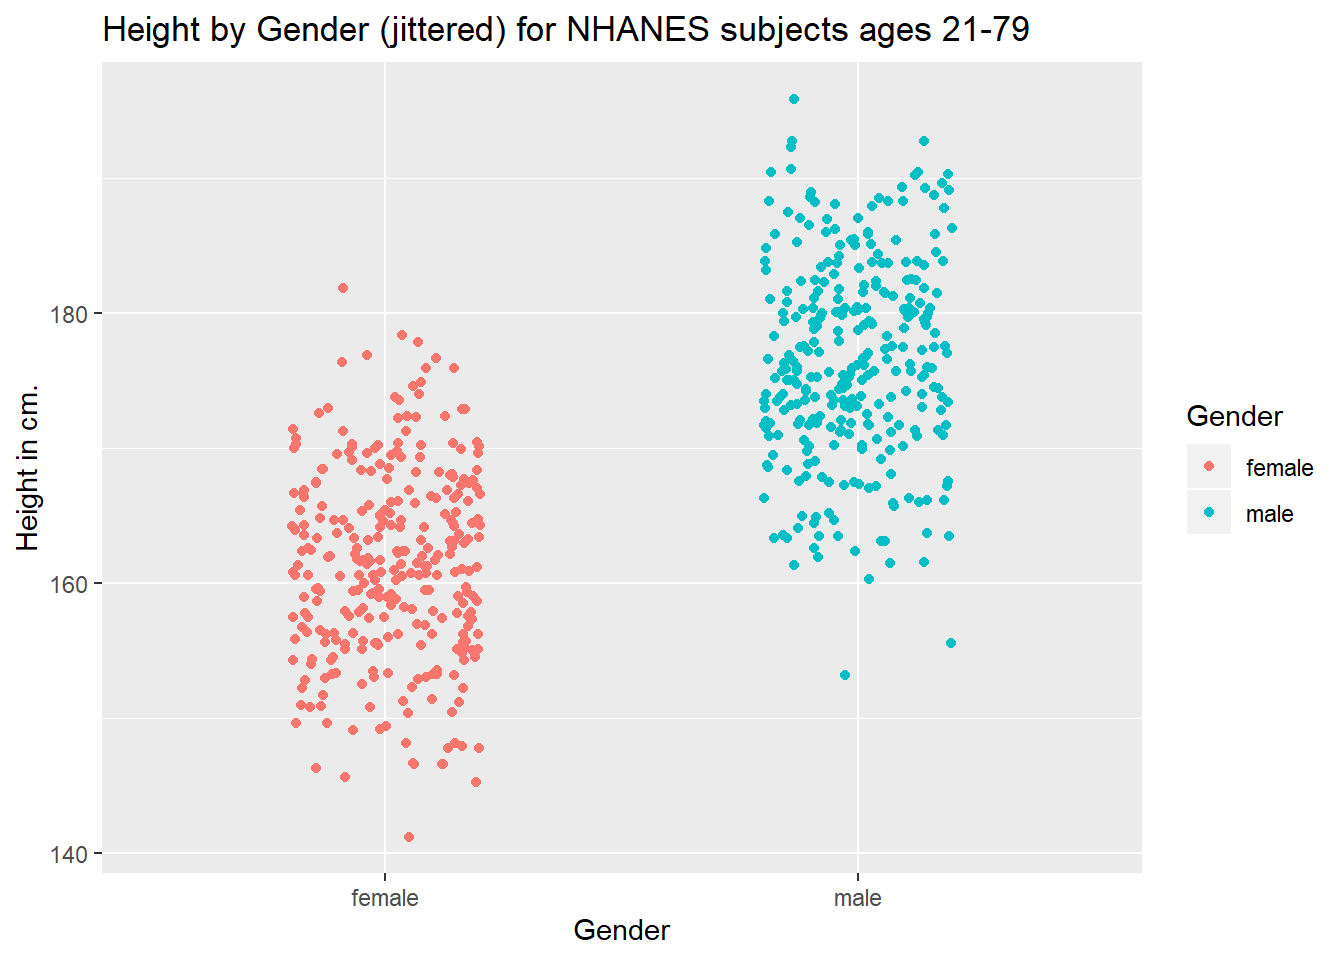 Height by Gender (jittered) for NHANES subjects ages 21-79
Height in cm.
180
160
140
female
male
Gender
Gender
female
male